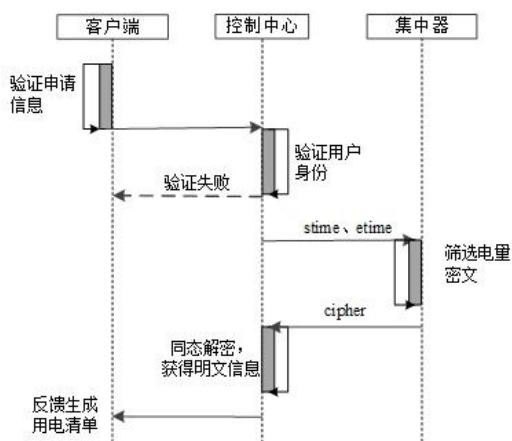 客户端
控制中心
集中器
验证申请
信息
验证用户
身份
验证失败
stime、etime
筛选电量
密文
cipher
同态解密，
获得明文信息
反馈生成
用电清单